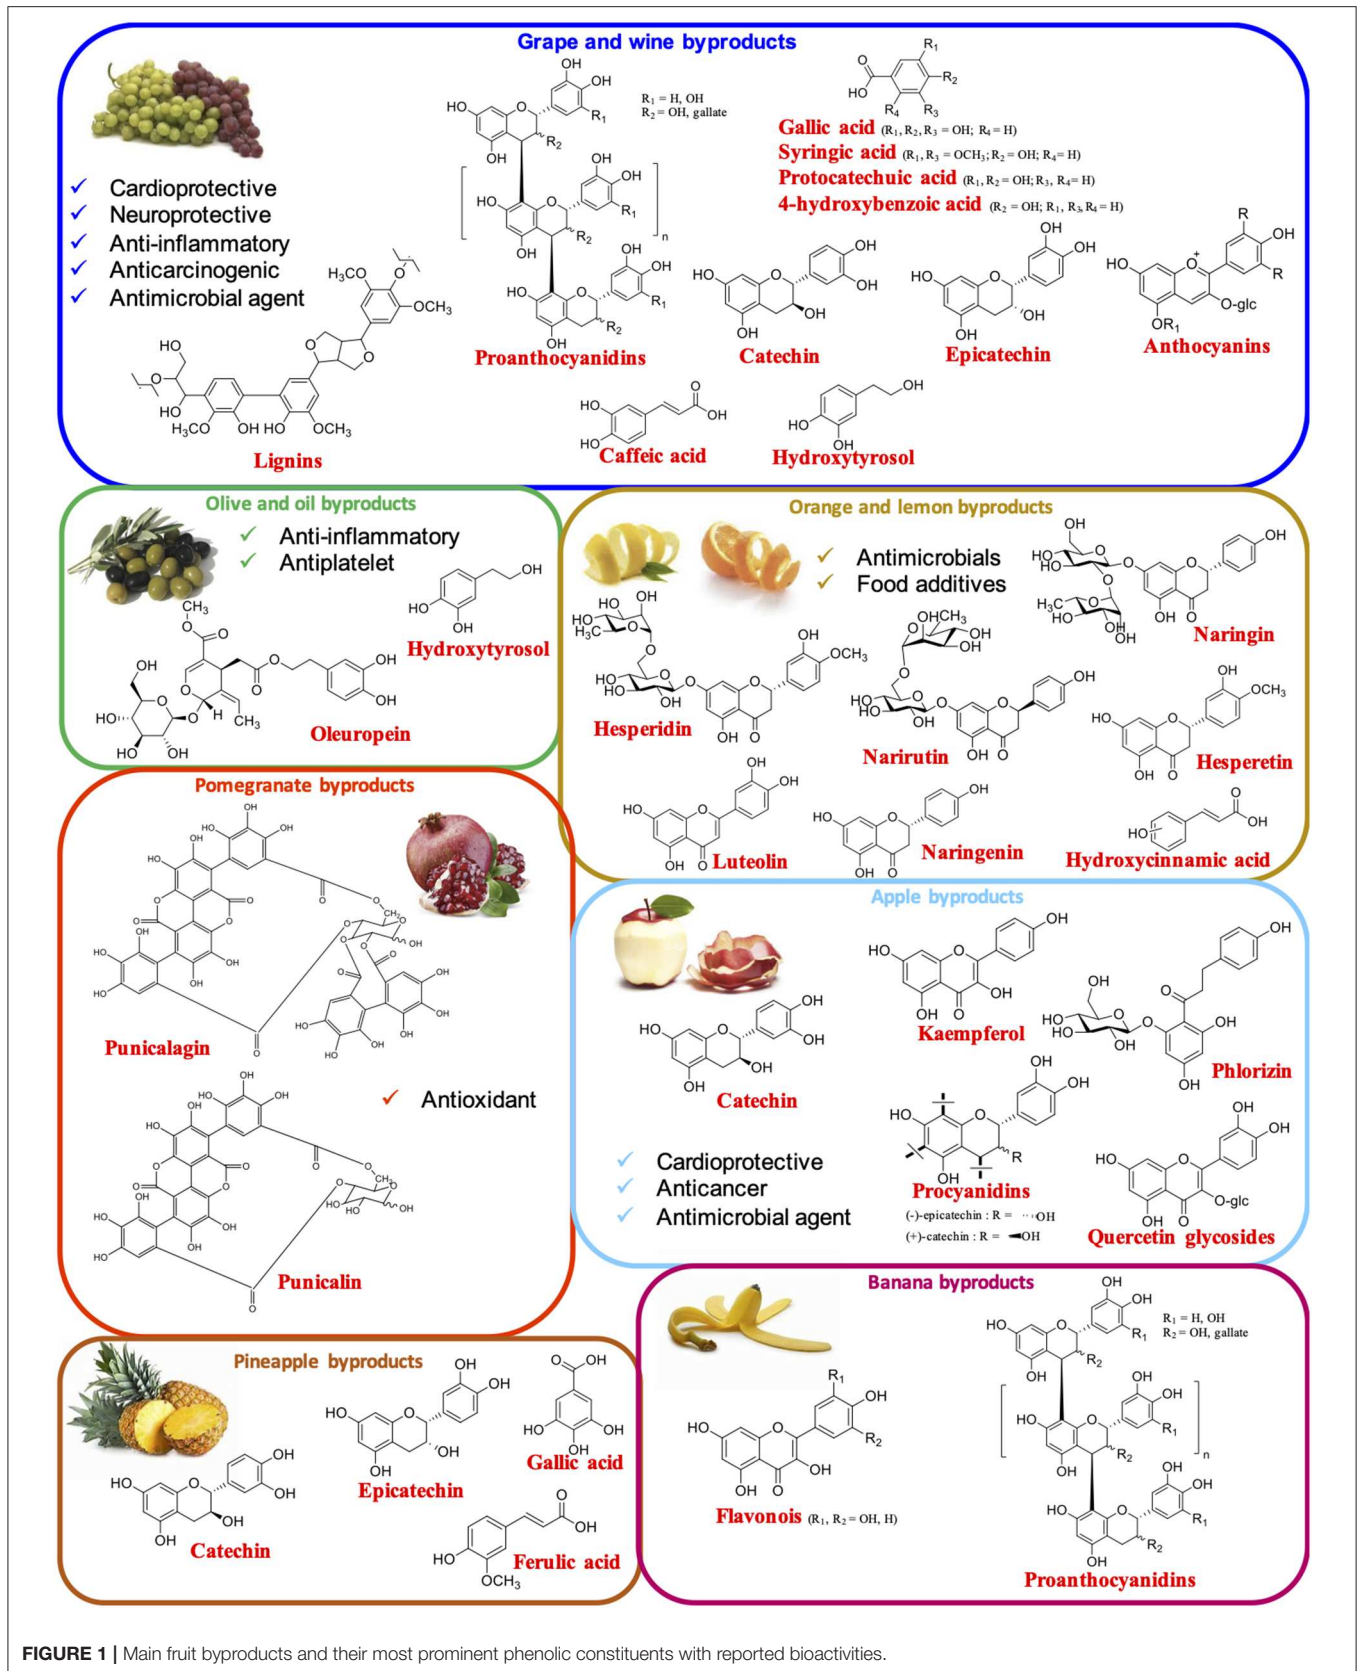 Grape and wine byproducts
Cardioprotective
Neuroprotective
Anti-inflammatory
Anticarcinogenic
Antimicrobial agent
R1 = H, OH
R2 = OH, gallate
Proanthocyanidins
Gallic acid (R1, R2, R3 = OH; R4 = H)
Syringic acid (R1, R3 = OCH3; R2 = OH; R4 = H)
Protocatechuic acid (R1, R2 = OH; R3, R4 = H)
4-hydroxybenzoic acid (R2 = OH; R1, R3, R4 = H)
Catechin
Epicatechin
Anthocyanins
Lignins
Caffeic acid
Hydroxytyrosol
Olive and oil byproducts
Anti-inflammatory
Antiplatelet
Hydroxytyrosol
Oleuropein
Orange and lemon byproducts
Antimicrobials
Food additives
Naringin
Hesperidin
Narirutin
Hesperetin
Luteolin
Naringenin
Hydroxycinnamic acid
Pomegranate byproducts
Punicalagin
Antioxidant
Punicalin
Apple byproducts
Kaempferol
Phlorizin
Catechin
Cardioprotective
Anticancer
Antimicrobial agent
Procyanidins
(-)-epicatechin : R = ···OH
(+)-catechin : R = ◄OH
Quercetin glycosides
Pineapple byproducts
Epicatechin
Gallic acid
Catechin
Ferulic acid
Banana byproducts
R1 = H, OH
R2 = OH, gallate
Flavonois (R1, R2 = OH, H)
Proanthocyanidins
FIGURE 1 | Main fruit byproducts and their most prominent phenolic constituents with reported bioactivities.